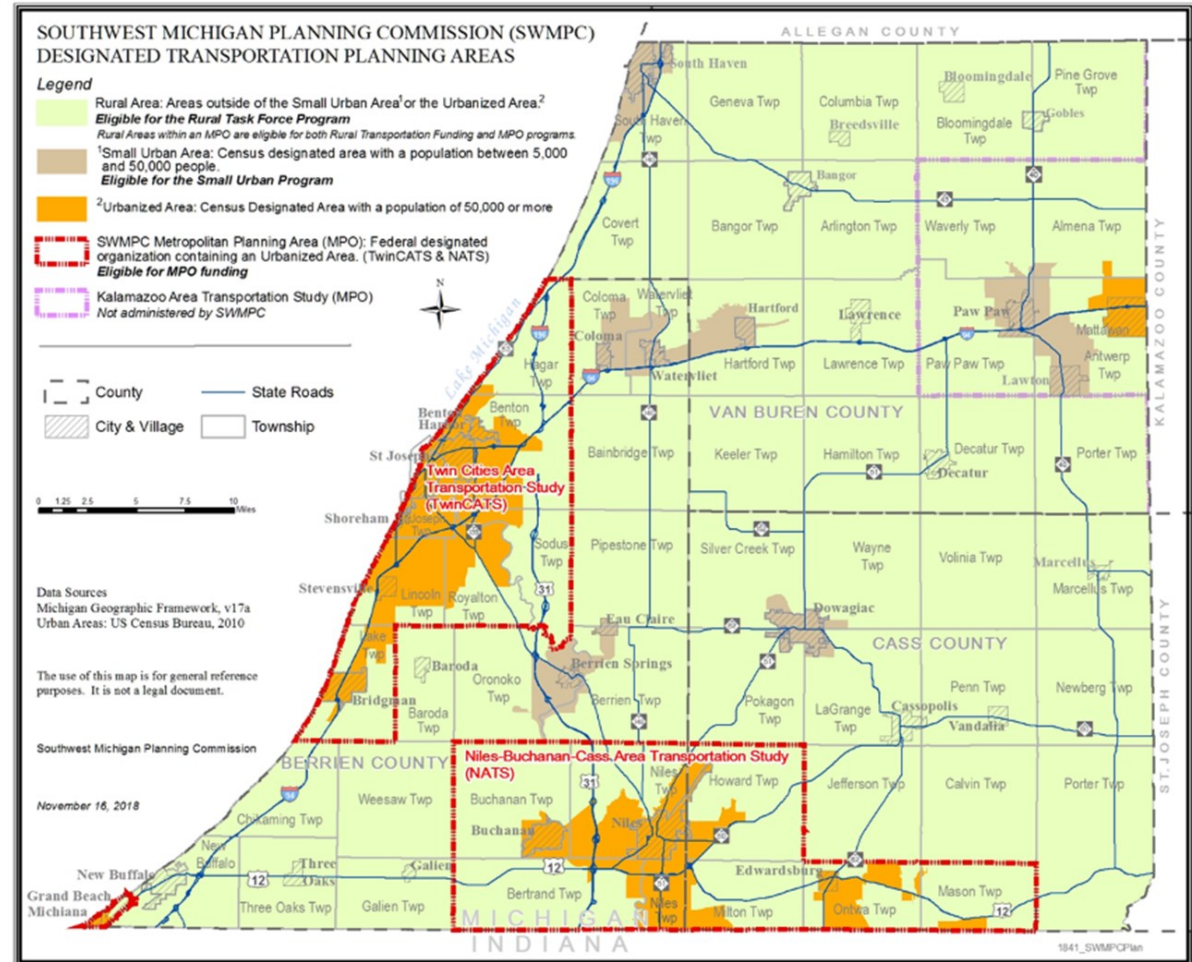 SOUTHWEST MICHIGAN PLANNING COMMISSION (SWMPC)
DESIGNATED TRANSPORTATION PLANNING AREAS
Legend
Rural Area: Areas outside of the Small Urban Area¹ or the Urbanized Area.²
Eligible for the Rural Task Force Program
Rural Areas within an MPO are eligible for both Rural Transportation Funding and MPO programs.
¹Small Urban Area: Census designated area with a population between 5,000
and 50,000 people.
Eligible for the Small Urban Program
²Urbanized Area: Census Designated Area with a population of 50,000 or more
SWMPC Metropolitan Planning Area (MPO): Federal designated
organization containing an Urbanized Area. (TwinCATS & NATS)
Eligible for MPO funding
Kalamazoo Area Transportation Study (MPO)
Not administered by SWMPC
County
State Roads
City & Village
Township
0 1.25 2.5 5 7.5 10
Miles
Data Sources
Michigan Geographic Framework, v17a
Urban Areas: US Census Bureau, 2010
The use of this map is for general reference
purposes. It is not a legal document.
Southwest Michigan Planning Commission
November 16, 2018
N
Lake Michigan
ALLEGAN COUNTY
South Haven
South Haven
Twp
Geneva Twp
Columbia Twp
Breedsville
Bloomingdale
Bloomingdale
Twp
Pine Grove
Twp
Gobles
Covert
Twp
Bangor
Bangor Twp
Arlington Twp
Waverly Twp
Almena Twp
KALAMAZOO COUNTY
Coloma
Twp
Watervliet
Twp
Coloma
Watervliet
Hartford
Hartford Twp
Lawrence
Lawrence Twp
Paw Paw
Paw Paw Twp
Mattawan
Antwerp
Twp
Lawton
Hagar
Twp
Benton
Harbor
Benton
Twp
St Joseph
Twin Cities Area
Transportation Study
(TwinCATS)
VAN BUREN COUNTY
Bainbridge Twp
Keeler Twp
Hamilton Twp
Decatur Twp
Decatur
Porter Twp
Shoreham
Joseph
Twp
Sodus
Twp
Pipestone Twp
Silver Creek Twp
Wayne
Twp
Volinia Twp
Marcellus
Marcellus Twp
Stevensville
Lincoln
Twp
Royalton
Twp
31
Eau Claire
Dowagiac
CASS COUNTY
ST.JOSEPH COUNTY
Lake
Twp
Bridgman
Baroda
Baroda
Twp
Oronoko
Twp
Berrien Springs
Berrien Twp
Pokagon
Twp
LaGrange
Twp
Cassopolis
Penn Twp
Vandalia
Newberg Twp
BERRIEN COUNTY
Niles-Buchanan-Cass Area Transportation Study
(NATS)
Weesaw Twp
Buchanan Twp
31
Niles
Twp
Howard Twp
Jefferson Twp
Calvin Twp
Porter Twp
Chikaming Twp
Buchanan
Niles
New
Buffalo
New Buffalo
Three
Oaks
Galien
12
12
Edwardsburg
Grand Beach
Michiana
Three Oaks Twp
Galien Twp
Bertrand Twp
Niles
Twp
Milton Twp
Ontwa Twp
Mason Twp
12
MICHIGAN
INDIANA
1841_SWMPCPlan